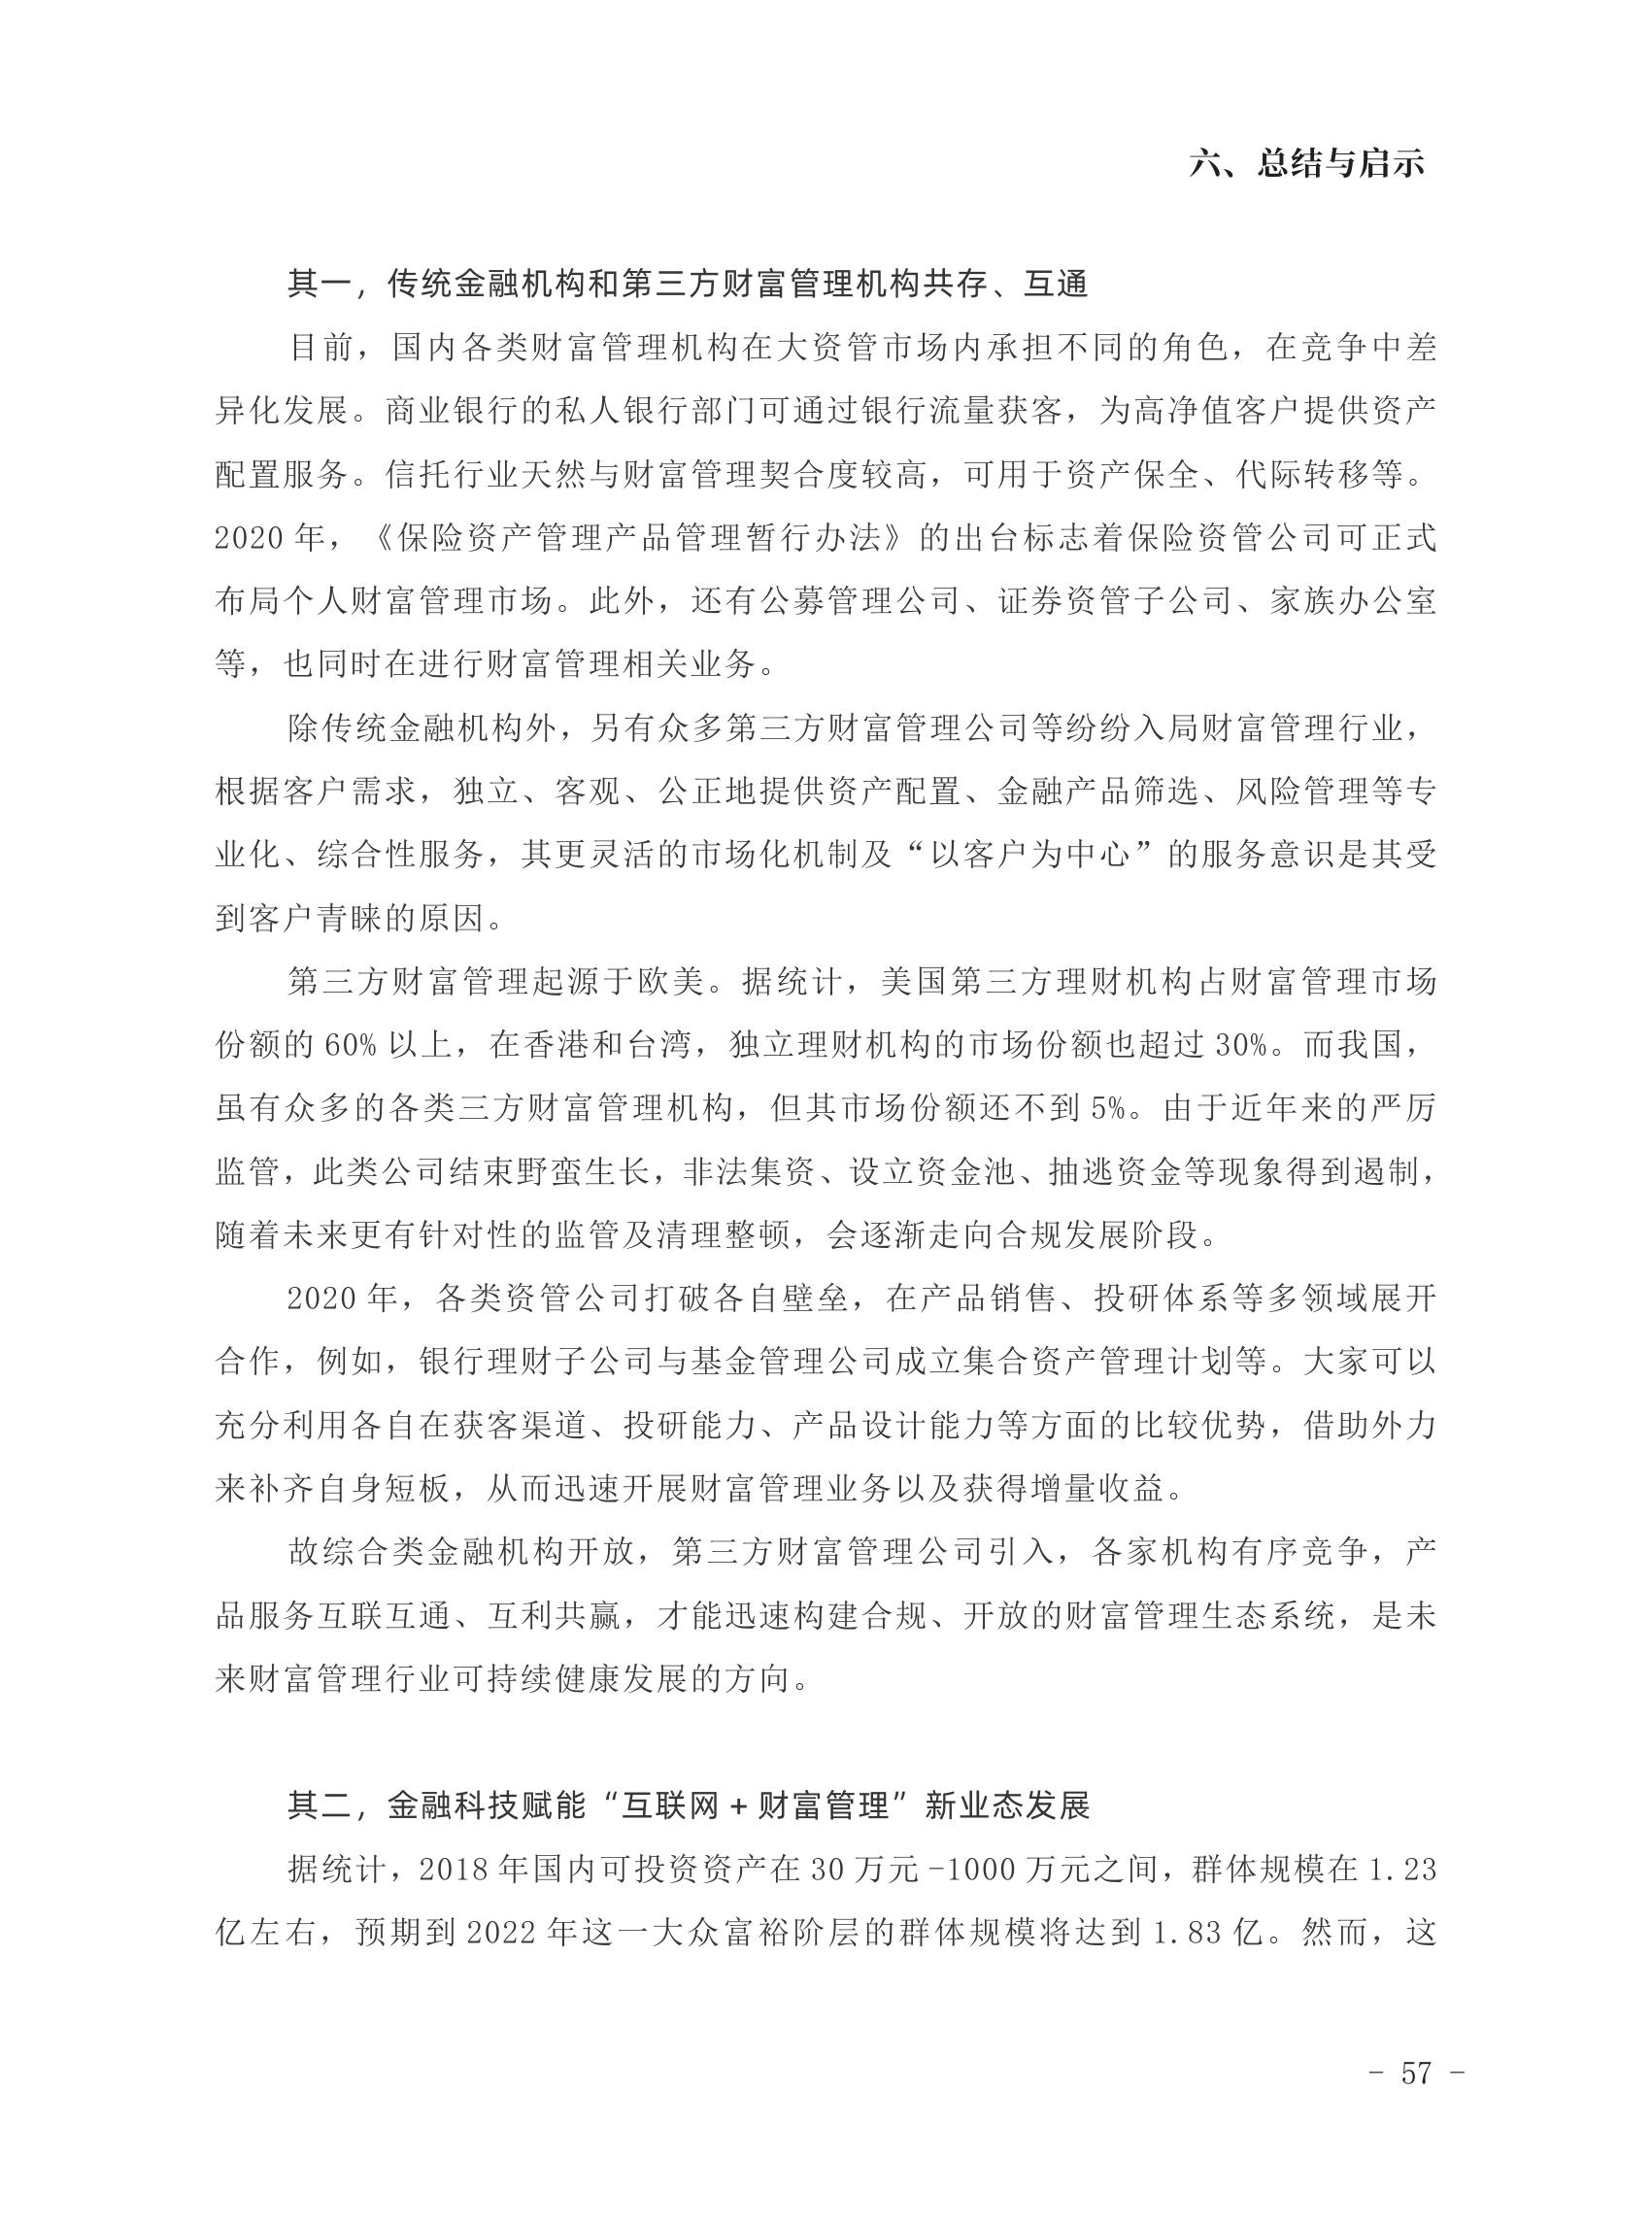 六、总结与启示
其一，传统金融机构和第三方财富管理机构共存、互通
目前，国内各类财富管理机构在大资管市场内承担不同的角色，在竞争中差
异化发展。商业银行的私人银行部门可通过银行流量获客，为高净值客户提供资产
配置服务。信托行业天然与财富管理契合度较高，可用于资产保全、代际转移等。
2020 年，《保险资产管理产品管理暂行办法》的出台标志着保险资管公司可正式
布局个人财富管理市场。此外，还有公募管理公司、证券资管子公司、家族办公室
等，也同时在进行财富管理相关业务。
除传统金融机构外，另有众多第三方财富管理公司等纷纷入局财富管理行业，
根据客户需求，独立、客观、公正地提供资产配置、金融产品筛选、风险管理等专
业化、综合性服务，其更灵活的市场化机制及“以客户为中心”的服务意识是其受
到客户青睐的原因。
第三方财富管理起源于欧美。据统计，美国第三方理财机构占财富管理市场
份额的 60% 以上，在香港和台湾，独立理财机构的市场份额也超过 30%。而我国，
虽有众多的各类三方财富管理机构，但其市场份额还不到 5%。由于近年来的严厉
监管，此类公司结束野蛮生长，非法集资、设立资金池、抽逃资金等现象得到遏制，
随着未来更有针对性的监管及清理整顿，会逐渐走向合规发展阶段。
2020 年，各类资管公司打破各自壁垒，在产品销售、投研体系等多领域展开
合作，例如，银行理财子公司与基金管理公司成立集合资产管理计划等。大家可以
充分利用各自在获客渠道、投研能力、产品设计能力等方面的比较优势，借助外力
来补齐自身短板，从而迅速开展财富管理业务以及获得增量收益。
故综合类金融机构开放，第三方财富管理公司引入，各家机构有序竞争，产
品服务互联互通、互利共赢，才能迅速构建合规、开放的财富管理生态系统，是未
来财富管理行业可持续健康发展的方向。
其二，金融科技赋能“互联网 + 财富管理”新业态发展
据统计，2018 年国内可投资资产在 30 万元 -1000 万元之间，群体规模在 1.23
亿左右，预期到 2022 年这一大众富裕阶层的群体规模将达到 1.83 亿。然而，这
- 57 -